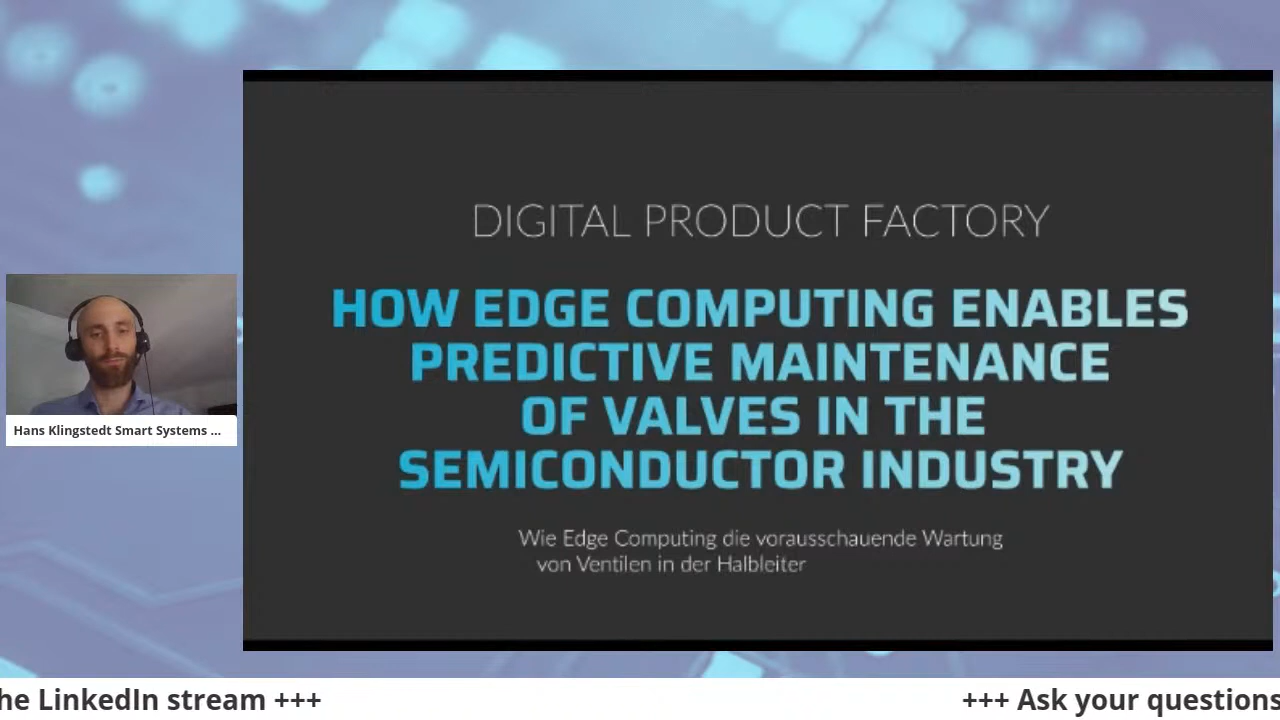 DIGITAL PRODUCT FACTORY
HOW EDGE COMPUTING ENABLES
PREDICTIVE MAINTENANCE
OF VALVES IN THE
SEMICONDUCTOR INDUSTRY
Wie Edge Computing die vorausschauende Wartung
von Ventilen in der Halbleiter
Hans Klingstedt Smart Systems ...
he LinkedIn stream +++
+++ Ask your questions